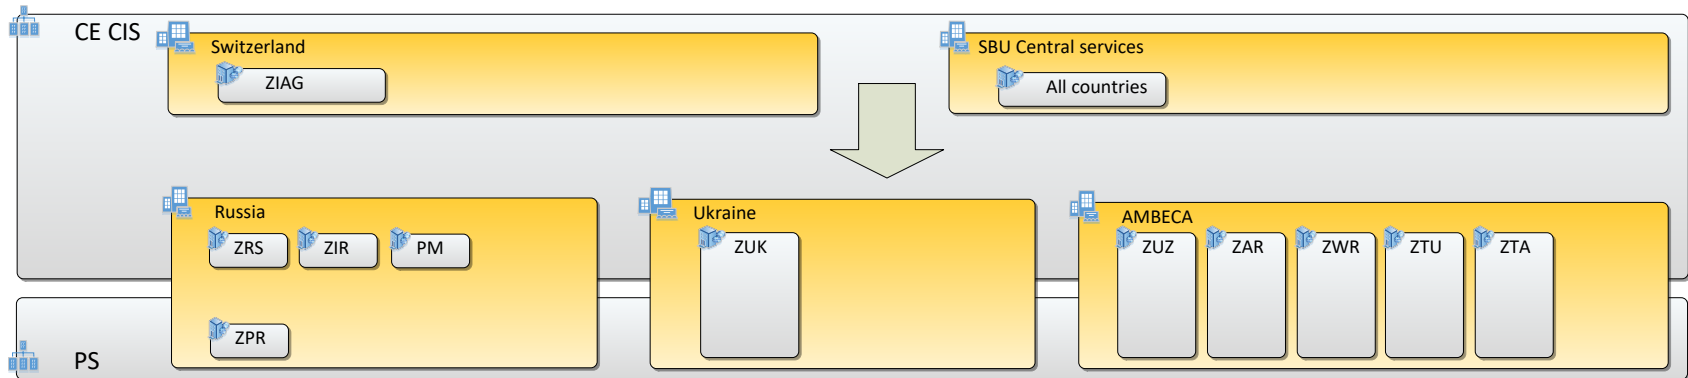 CE CIS
Switzerland
ZIAG
SBU Central services
All countries
Russia
ZRS
ZIR
PM
ZPR
Ukraine
ZUK
AMBECA
ZUZ
ZAR
ZWR
ZTU
ZTA
PS